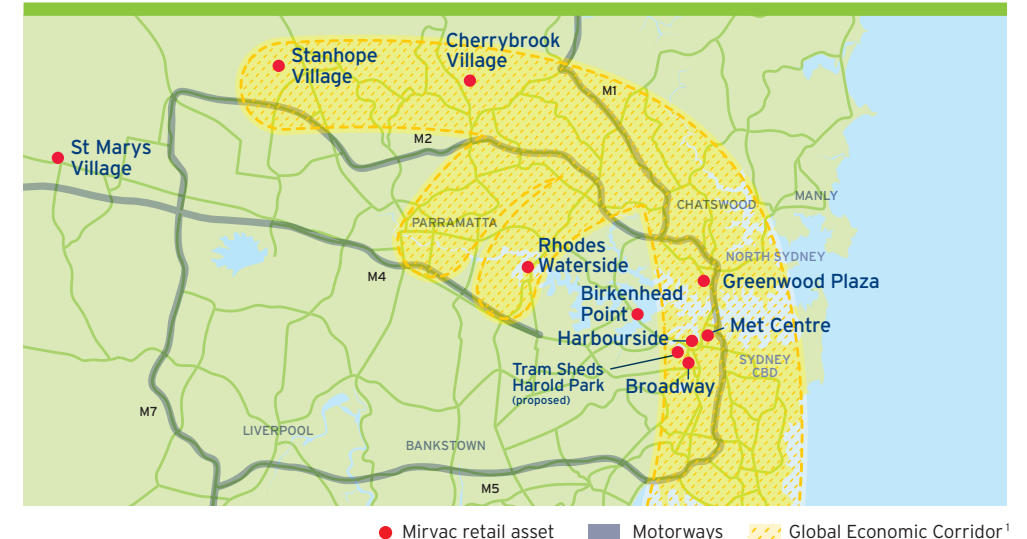 Stanhope
Village
Cherrybrook
Village
M1
St Marys
Village
M2
MANLY
CHATSWOOD
PARRAMATTA
Rhodes
Waterside
NORTH SYDNEY
M4
Greenwood Plaza
Birkenhead
Point
Met Centre
Harbourside
SYDNEY
CBD
Tram Sheds
Harold Park
(proposed)
Broadway
M7
LIVERPOOL
BANKSTOWN
M5
Mirvac retail asset
Motorways
Global Economic Corridor¹